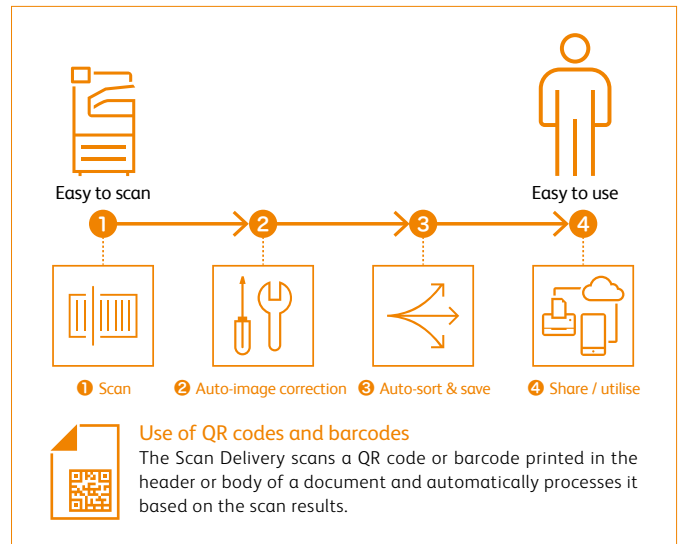 Easy to scan
Easy to use
1
2
3
4
❶ Scan
❷ Auto-image correction
❸ Auto-sort & save
❹ Share / utilise
Use of QR codes and barcodes
The Scan Delivery scans a QR code or barcode printed in the
header or body of a document and automatically processes it
based on the scan results.